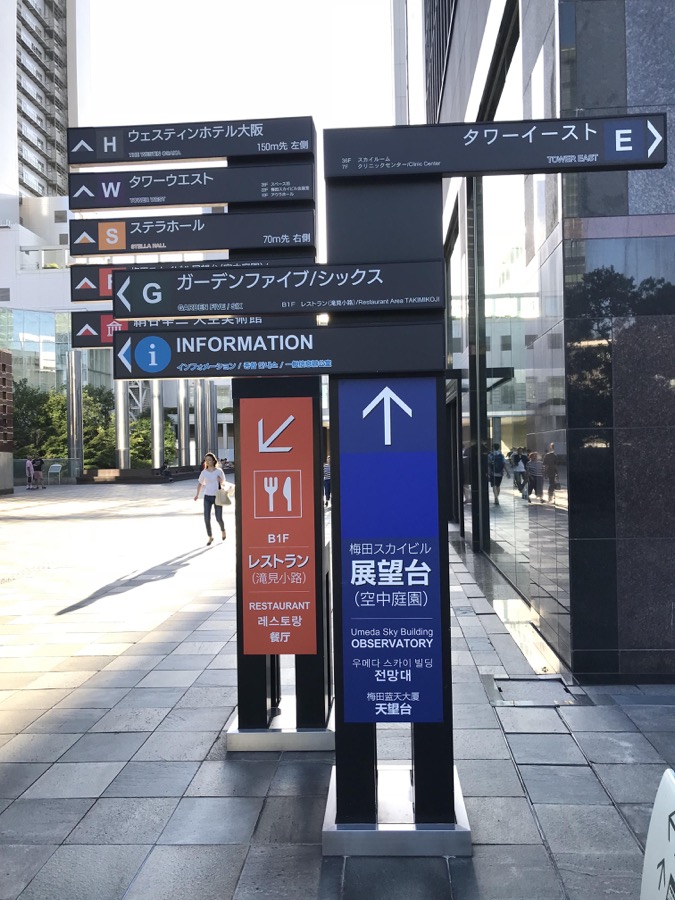 H ウェスティンホテル大阪
THE WESTIN OSAKA
150m先 左側
W タワーウエスト
TOWER WEST
S ステラホール
STELLA HALL
70m先 右側
36F スカイルーム
7F クリニックセンター/Clinic Center
タワーイースト E
TOWER EAST
G ガーデンファイブ/シックス
GARDEN FIVE / SIX
B1F レストラン(滝見小路)/Restaurant Area TAKIMIKOJI
i INFORMATION
インフォメーション /
B1F
レストラン
(滝見小路)
RESTAURANT
레스토랑
餐厅
梅田スカイビル
展望台
(空中庭園)
Umeda Sky Building
OBSERVATORY
우메다 스카이 빌딩
전망대
梅田蓝天大厦
天望台